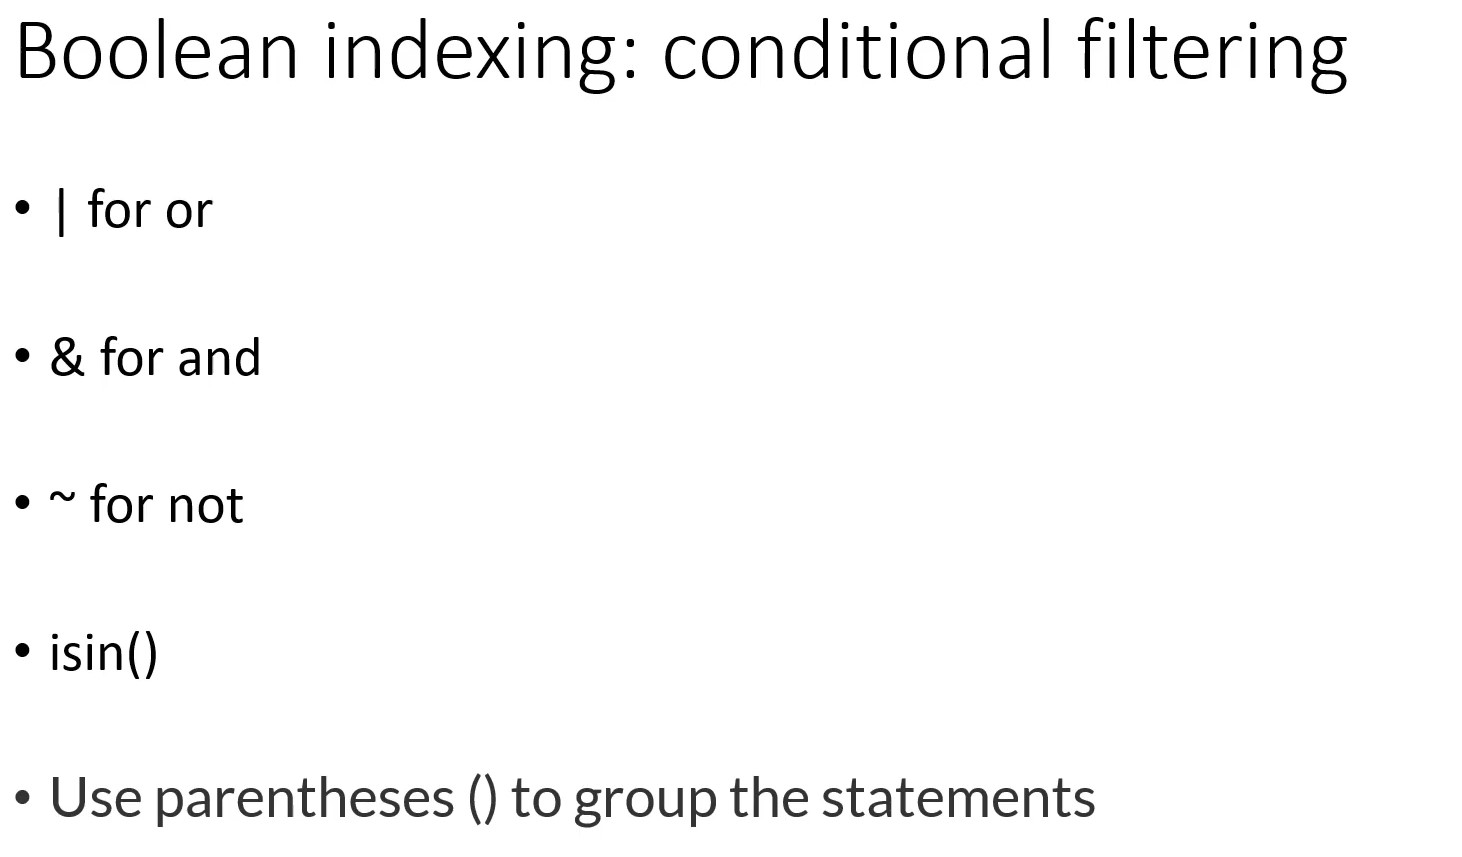 Boolean indexing: conditional filtering
• | for or
• & for and
• ~ for not
• isin()
• Use parentheses () to group the statements